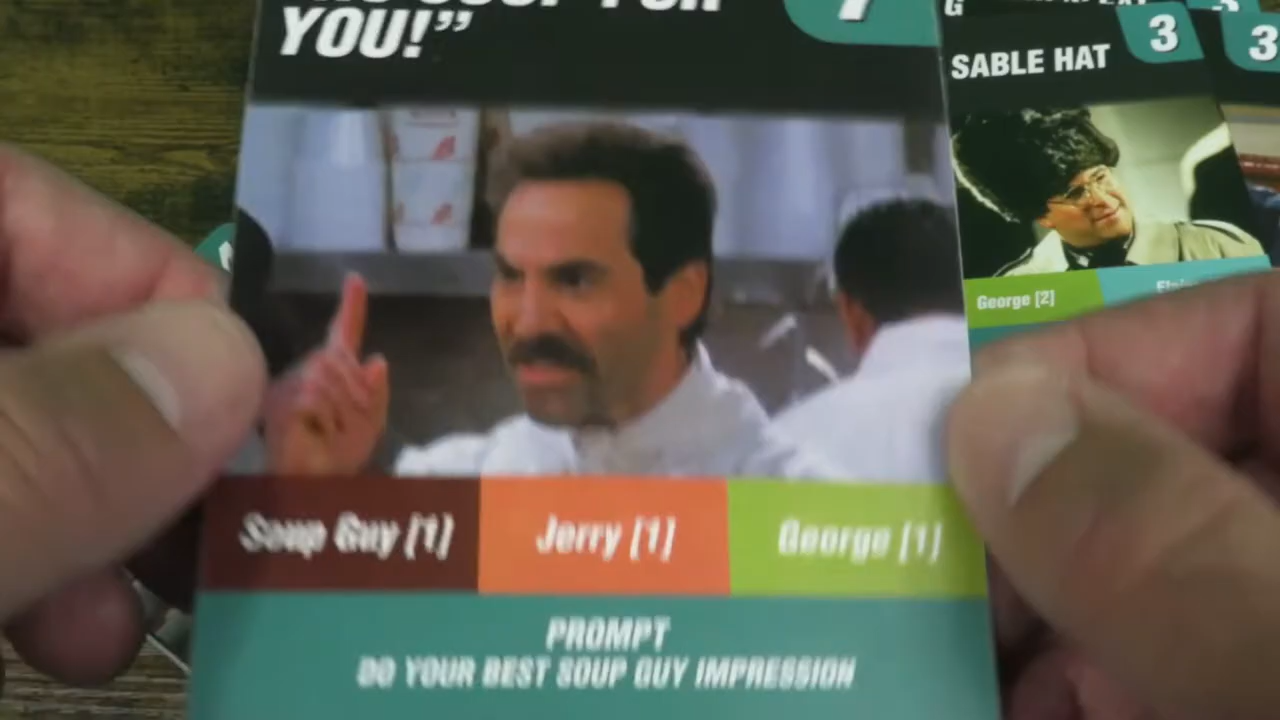 YOU!”
Soup Guy [1]
Jerry [1]
George [1]
PROMPT
DO YOUR BEST SOUP GUY IMPRESSION
3
SABLE HAT
George [2]
3